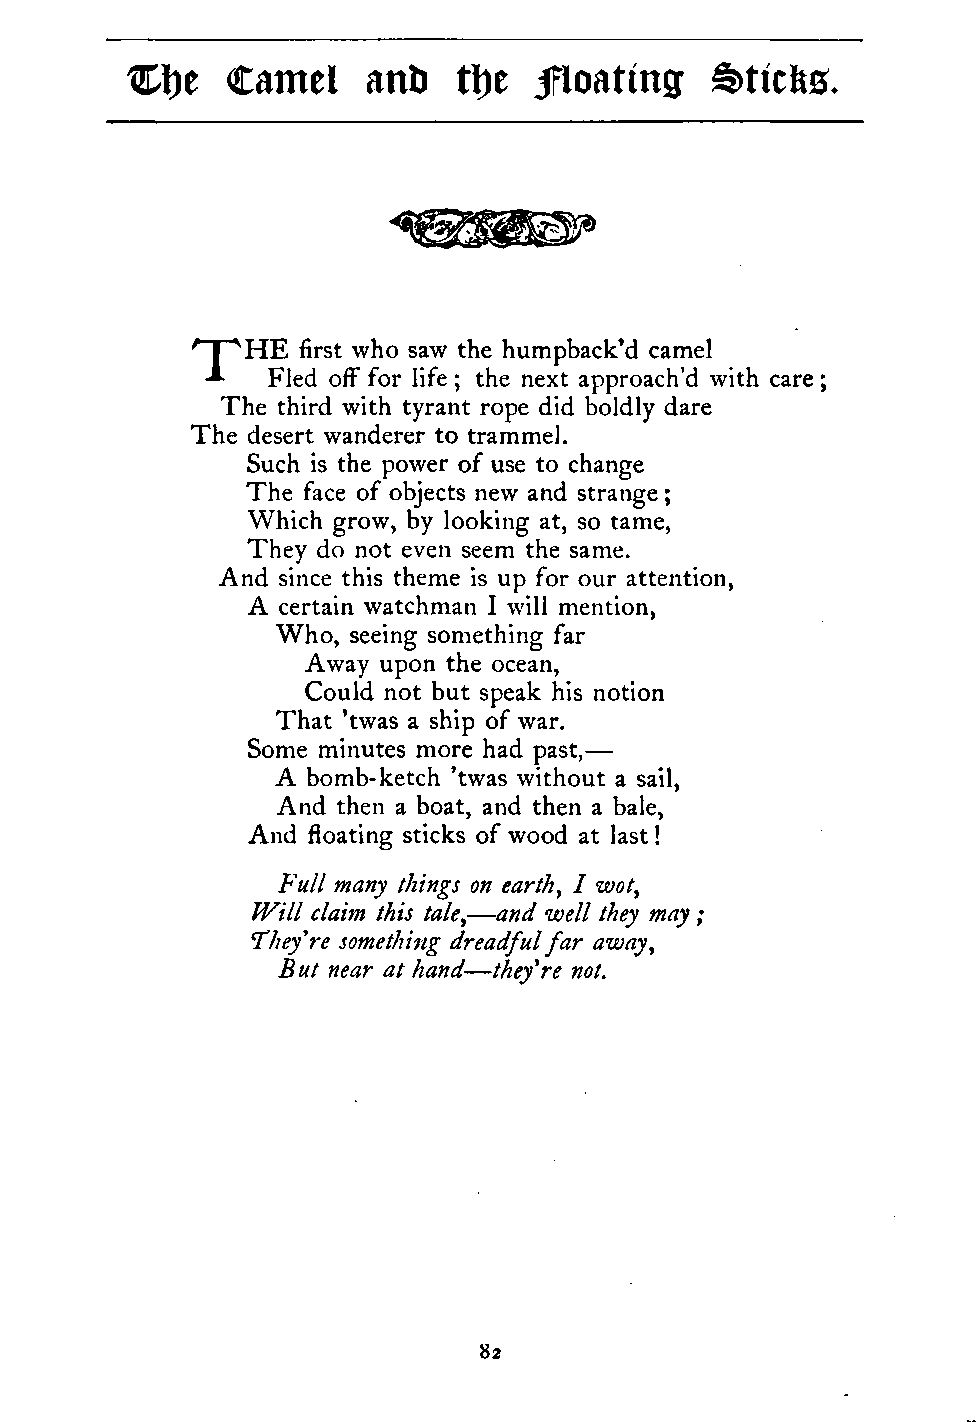 The Camel and the Floating Sticks.
THE first who saw the humpback'd camel
Fled off for life; the next approach'd with care;
The third with tyrant rope did boldly dare
The desert wanderer to trammel.
Such is the power of use to change
The face of objects new and strange;
Which grow, by looking at, so tame,
They do not even seem the same.
And since this theme is up for our attention,
A certain watchman I will mention,
Who, seeing something far
Away upon the ocean,
Could not but speak his notion
That 'twas a ship of war.
Some minutes more had past,—
A bomb-ketch 'twas without a sail,
And then a boat, and then a bale,
And floating sticks of wood at last!
Full many things on earth, I wot,
Will claim this tale,—and well they may;
They're something dreadful far away,
But near at hand—they're not.
82